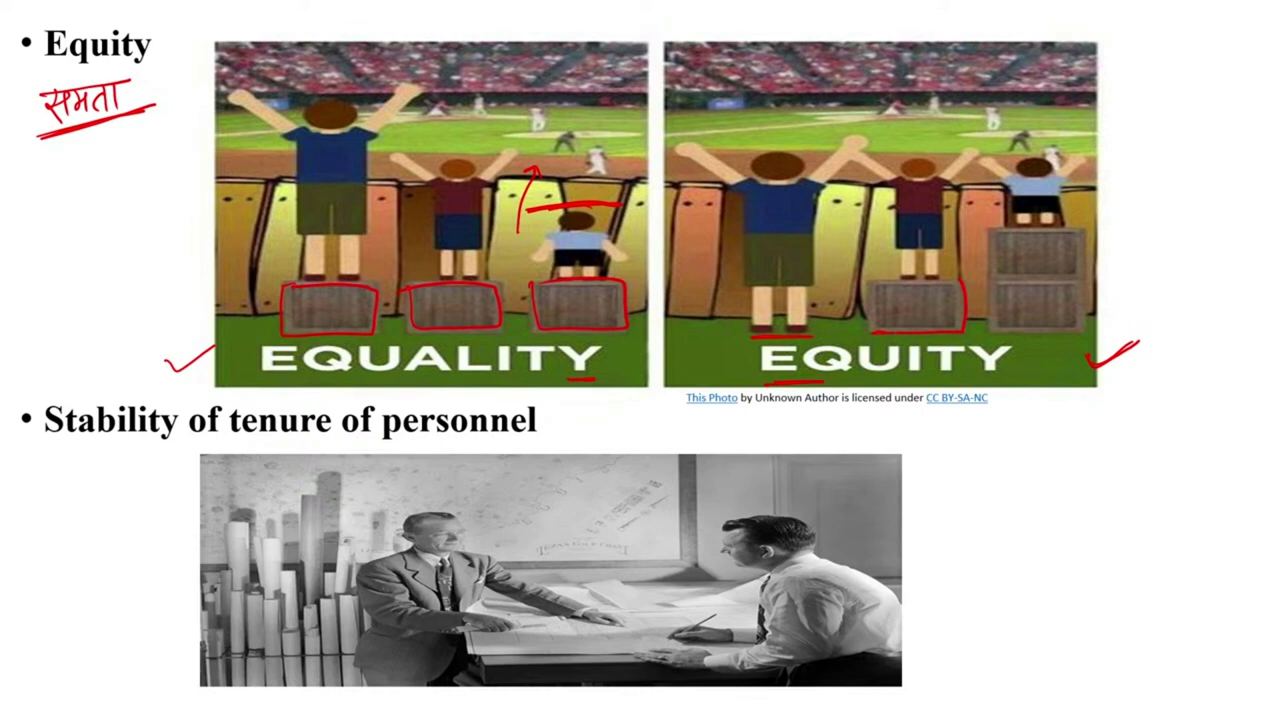 • Equity
समता
EQUALITY
EQUITY
This Photo by Unknown Author is licensed under CC BY-SA-NC
• Stability of tenure of personnel